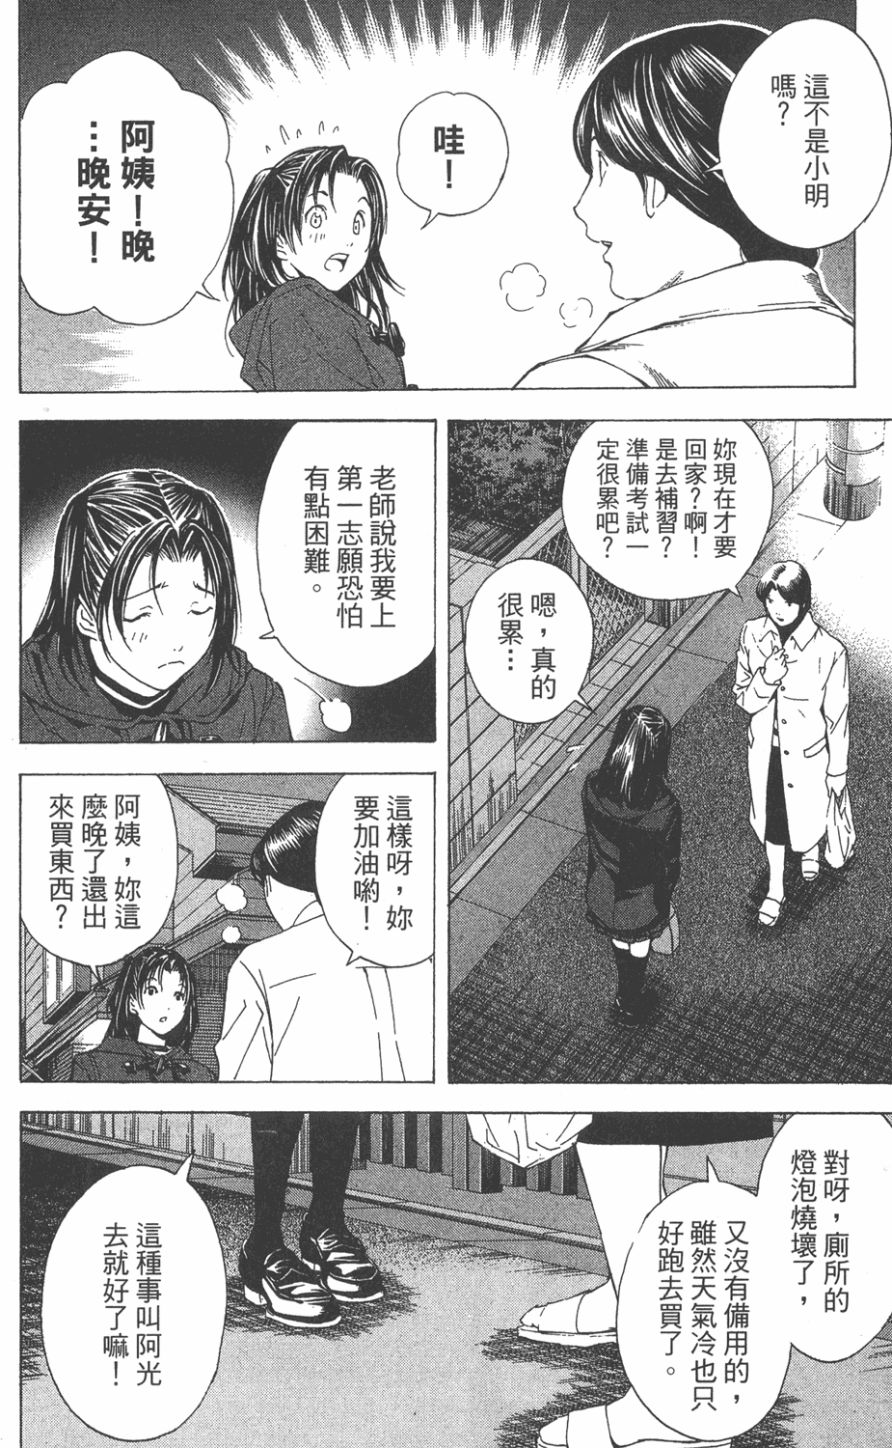 這不是小明
嗎？
哇！
阿姨！晚
…晚安！
妳現在才要
回家？啊！
是去補習？
準備考試一
定很累吧？
嗯，真的
很累…
老師說我要上
第一志願恐怕
有點困難。
這樣呀，妳
要加油喲！
阿姨，妳這
麼晚了還出
來買東西？
對呀，廁所的
燈泡燒壞了，
又沒有備用的，
雖然天氣冷也只
好跑去買了。
這種事叫阿光
去就好了嘛！